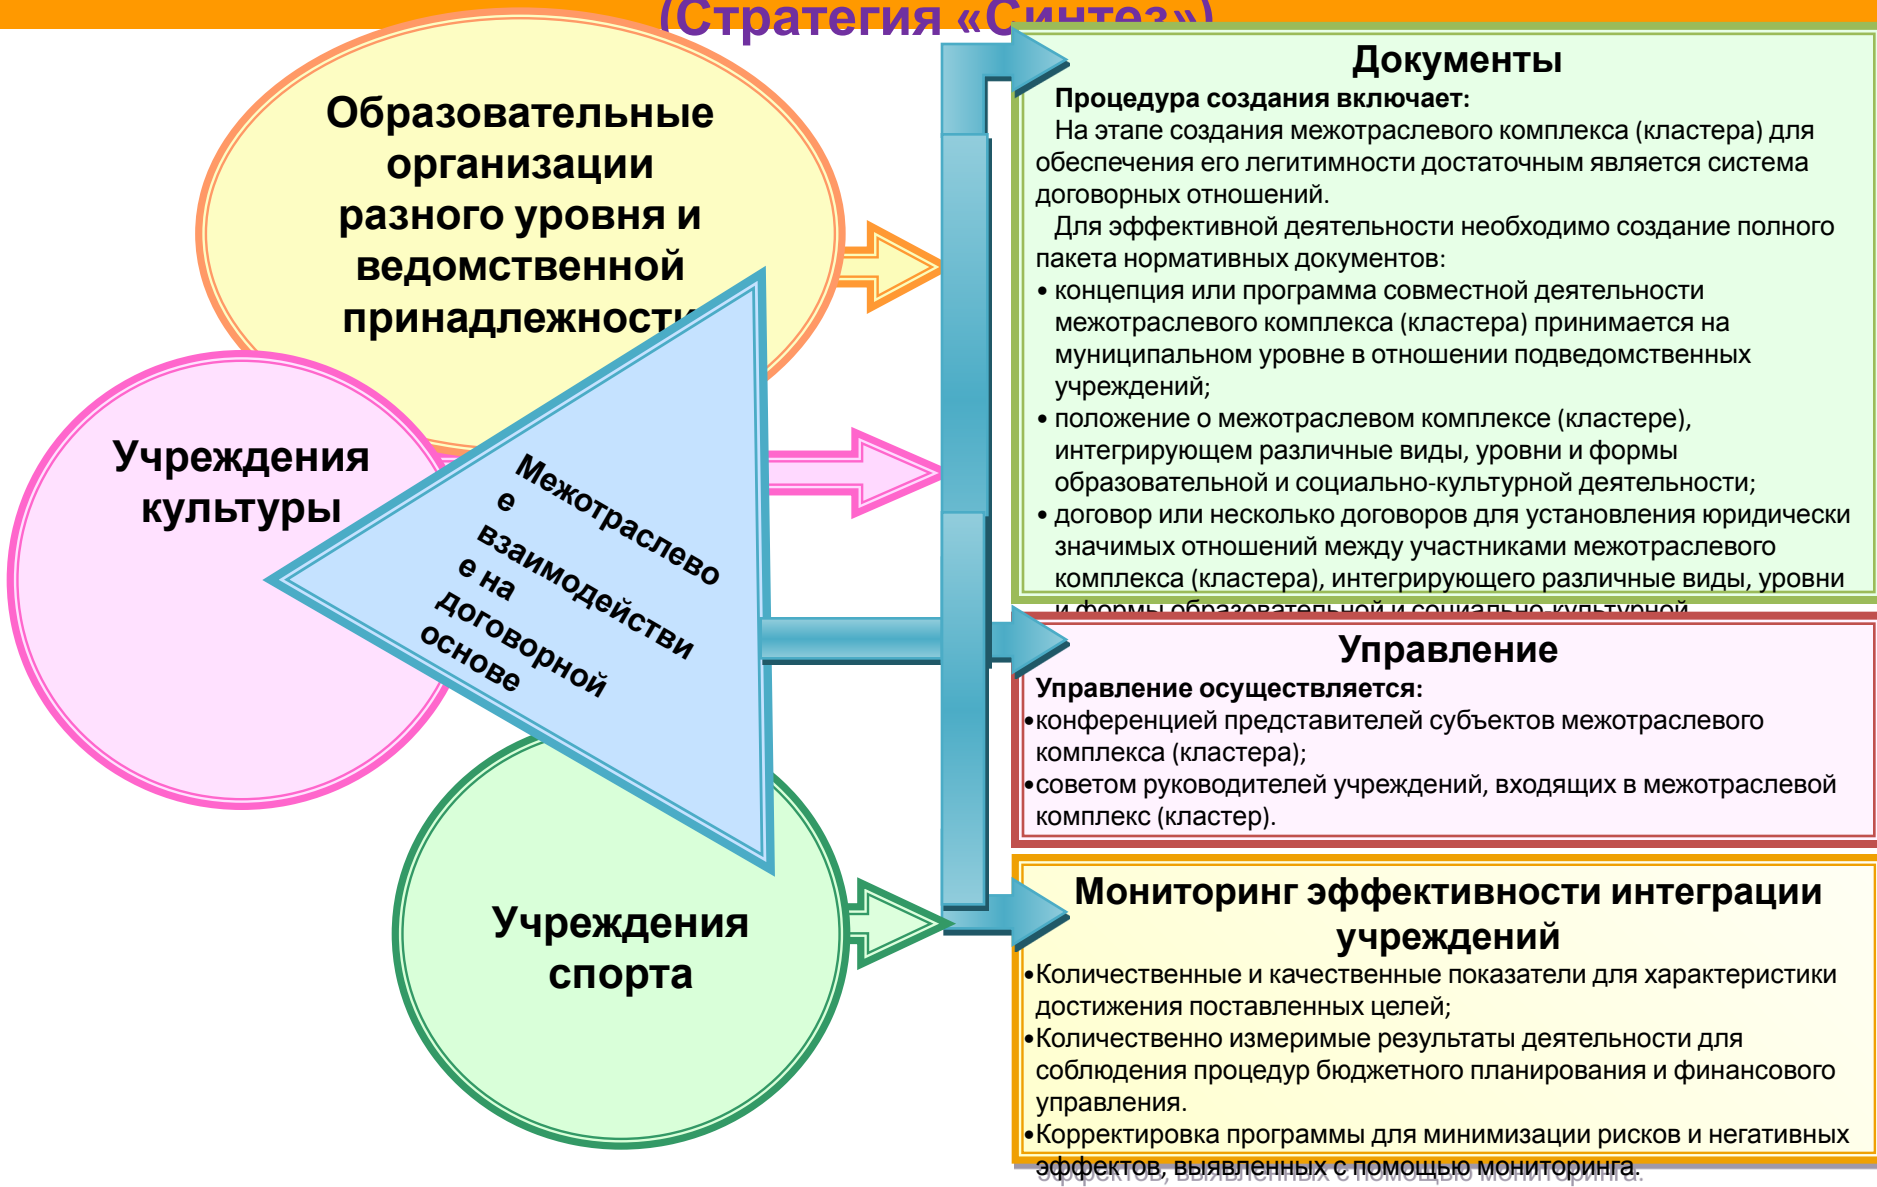 (Стратегия «Синтез»)
Образовательные
организации
разного уровня и
ведомственной
принадлежности
Учреждения
культуры
Межотраслево
е
взаимодействи
е на
договорной
основе
Учреждения
спорта
Документы
Процедура создания включает:
На этапе создания межотраслевого комплекса (кластера) для
обеспечения его легитимности достаточным является система
договорных отношений.
Для эффективной деятельности необходимо создание полного
пакета нормативных документов:
• концепция или программа совместной деятельности
межотраслевого комплекса (кластера) принимается на
муниципальном уровне в отношении подведомственных
учреждений;
• положение о межотраслевом комплексе (кластере),
интегрирующем различные виды, уровни и формы
образовательной и социально-культурной деятельности;
• договор или несколько договоров для установления юридически
значимых отношений между участниками межотраслевого
комплекса (кластера), интегрирующего различные виды, уровни
и формы образовательной и социально-культурной
Управление
Управление осуществляется:
•конференцией представителей субъектов межотраслевого
комплекса (кластера);
•советом руководителей учреждений, входящих в межотраслевой
комплекс (кластер).
Мониторинг эффективности интеграции
учреждений
•Количественные и качественные показатели для характеристики
достижения поставленных целей;
•Количественно измеримые результаты деятельности для
соблюдения процедур бюджетного планирования и финансового
управления.
•Корректировка программы для минимизации рисков и негативных
эффектов, выявленных с помощью мониторинга.